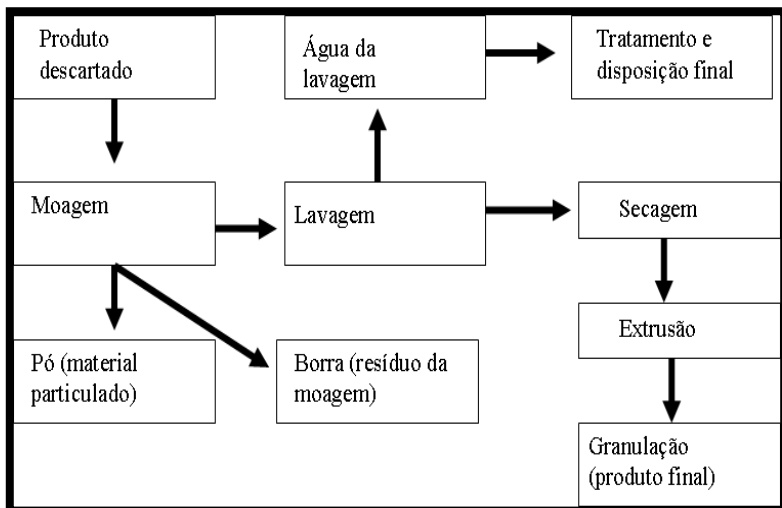 Produto
descartado
Água da
lavagem
Tratamento e
disposição final
Moagem
Lavagem
Secagem
Extrusão
Pó (material
particulado)
Borra (resíduo da
moagem)
Granulação
(produto final)